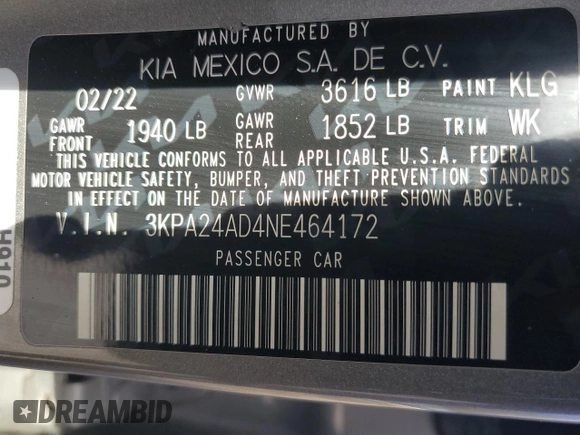 MANUFACTURED BY
KIA MEXICO S.A. DE C.V.
02/22 GVWR 3616 LB PAINT KLG
GAWR FRONT 1940 LB GAWR REAR 1852 LB TRIM WK
THIS VEHICLE CONFORMS TO ALL APPLICABLE U.S.A. FEDERAL
MOTOR VEHICLE SAFETY, BUMPER, AND THEFT PREVENTION STANDARDS
IN EFFECT ON THE DATE OF MANUFACTURE SHOWN ABOVE.
V.I.N. 3KPA24AD4NE464172
PASSENGER CAR
H910
DREAMBID